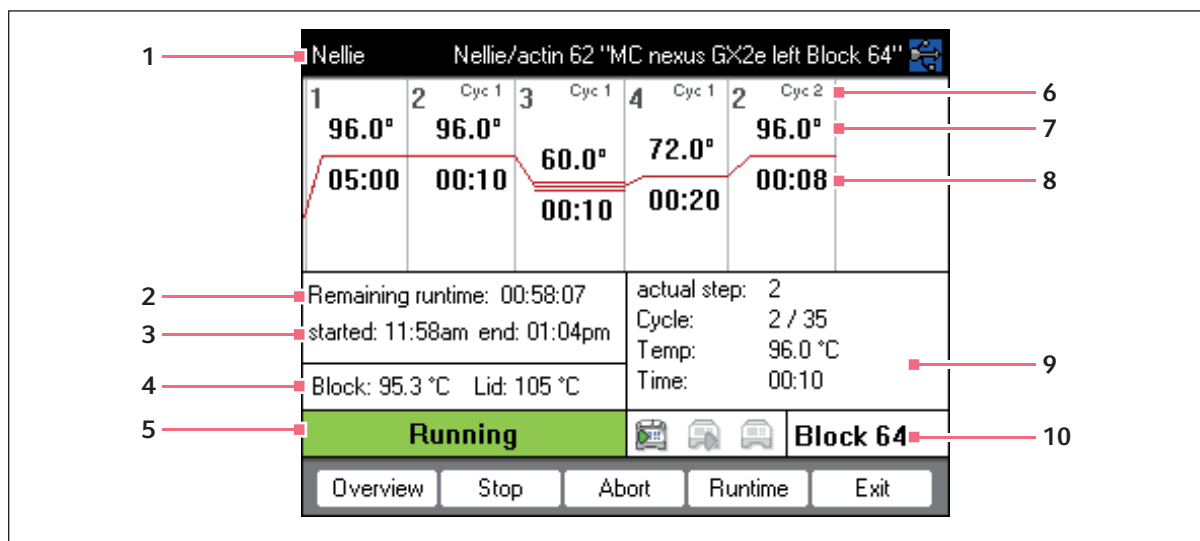 1
Nellie Nellie/actin 62 "MC nexus GX2e left Block 64"
1 2 Cyc 1 3 Cyc 1 4 Cyc 1 2 Cyc 2 6
96.0° 96.0° 60.0° 72.0° 96.0° 7
05:00 00:10 00:10 00:20 00:08 8
2 Remaining runtime: 00:58:07
3 started: 11:58am end: 01:04pm
4 Block: 95.3 °C Lid: 105 °C
actual step: 2
Cycle: 2 / 35
Temp: 96.0 °C
Time: 00:10
9
5 Running
Block 64 10
Overview Stop Abort Runtime Exit